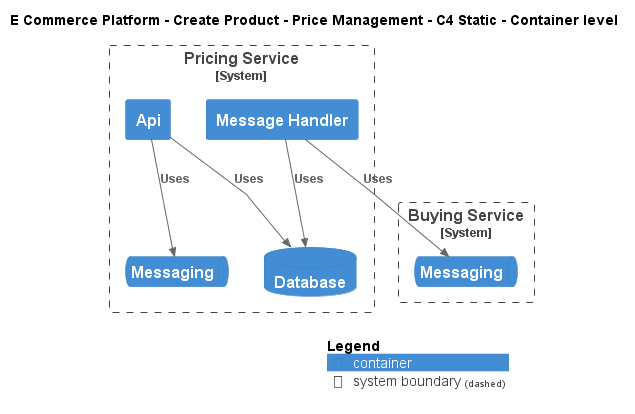 E Commerce Platform - Create Product - Price Management - C4 Static - Container level
Pricing Service
[System]
Api
Message Handler
Uses
Uses
Uses
Uses
Buying Service
[System]
Messaging
Database
Messaging
Legend
container
system boundary (dashed)